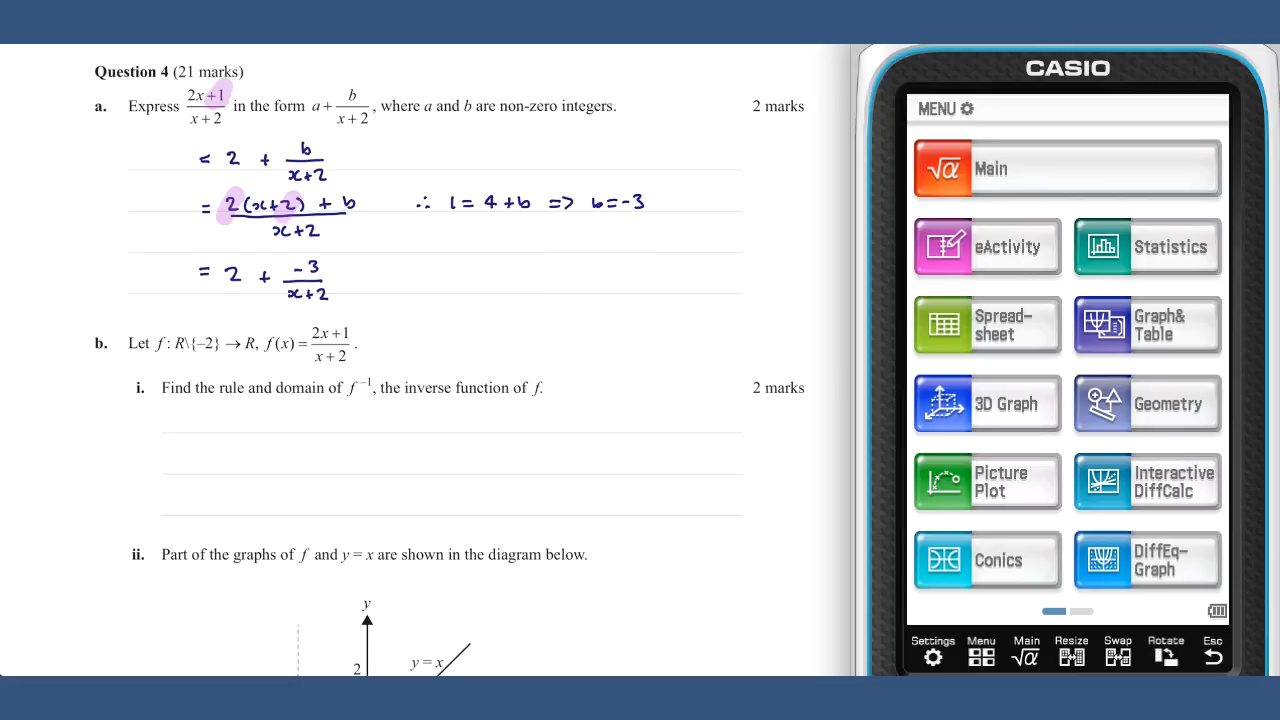 Question 4 (21 marks)
a. Express (2x+1)/(x+2) in the form a + b/(x+2), where a and b are non-zero integers. 2 marks
= 2 + b/(x+2)
= (2(x+2) + b)/(x+2) ∴ 1 = 4+b => b=-3
= 2 + -3/(x+2)
b. Let f : R\{–2} → R, f(x) = (2x+1)/(x+2).
i. Find the rule and domain of f⁻¹, the inverse function of f. 2 marks
ii. Part of the graphs of f and y = x are shown in the diagram below.
y
2
y = x
CASIO
MENU
Main
eActivity
Statistics
Spread-
sheet
Graph&
Table
3D Graph
Geometry
Picture
Plot
Interactive
DiffCalc
Conics
DiffEq-
Graph
Settings Menu Main Resize Swap Rotate Esc